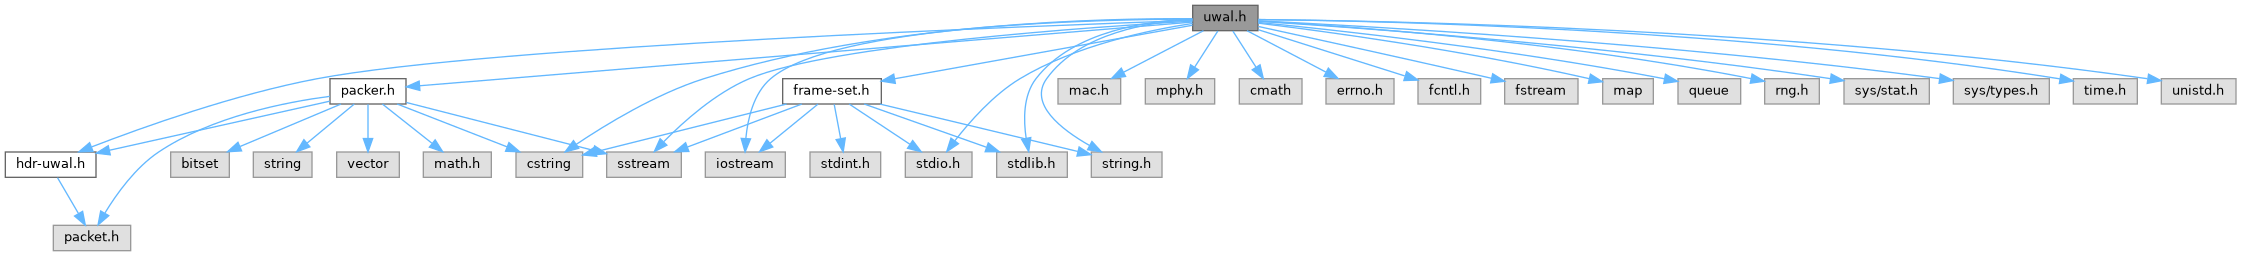 uwal.h
packer.h
frame-set.h
mac.h
mphy.h
cmath
errno.h
fcntl.h
fstream
map
queue
rng.h
sys/stat.h
sys/types.h
time.h
unistd.h
hdr-uwal.h
bitset
string
vector
math.h
cstring
sstream
iostream
stdint.h
stdio.h
stdlib.h
string.h
packet.h